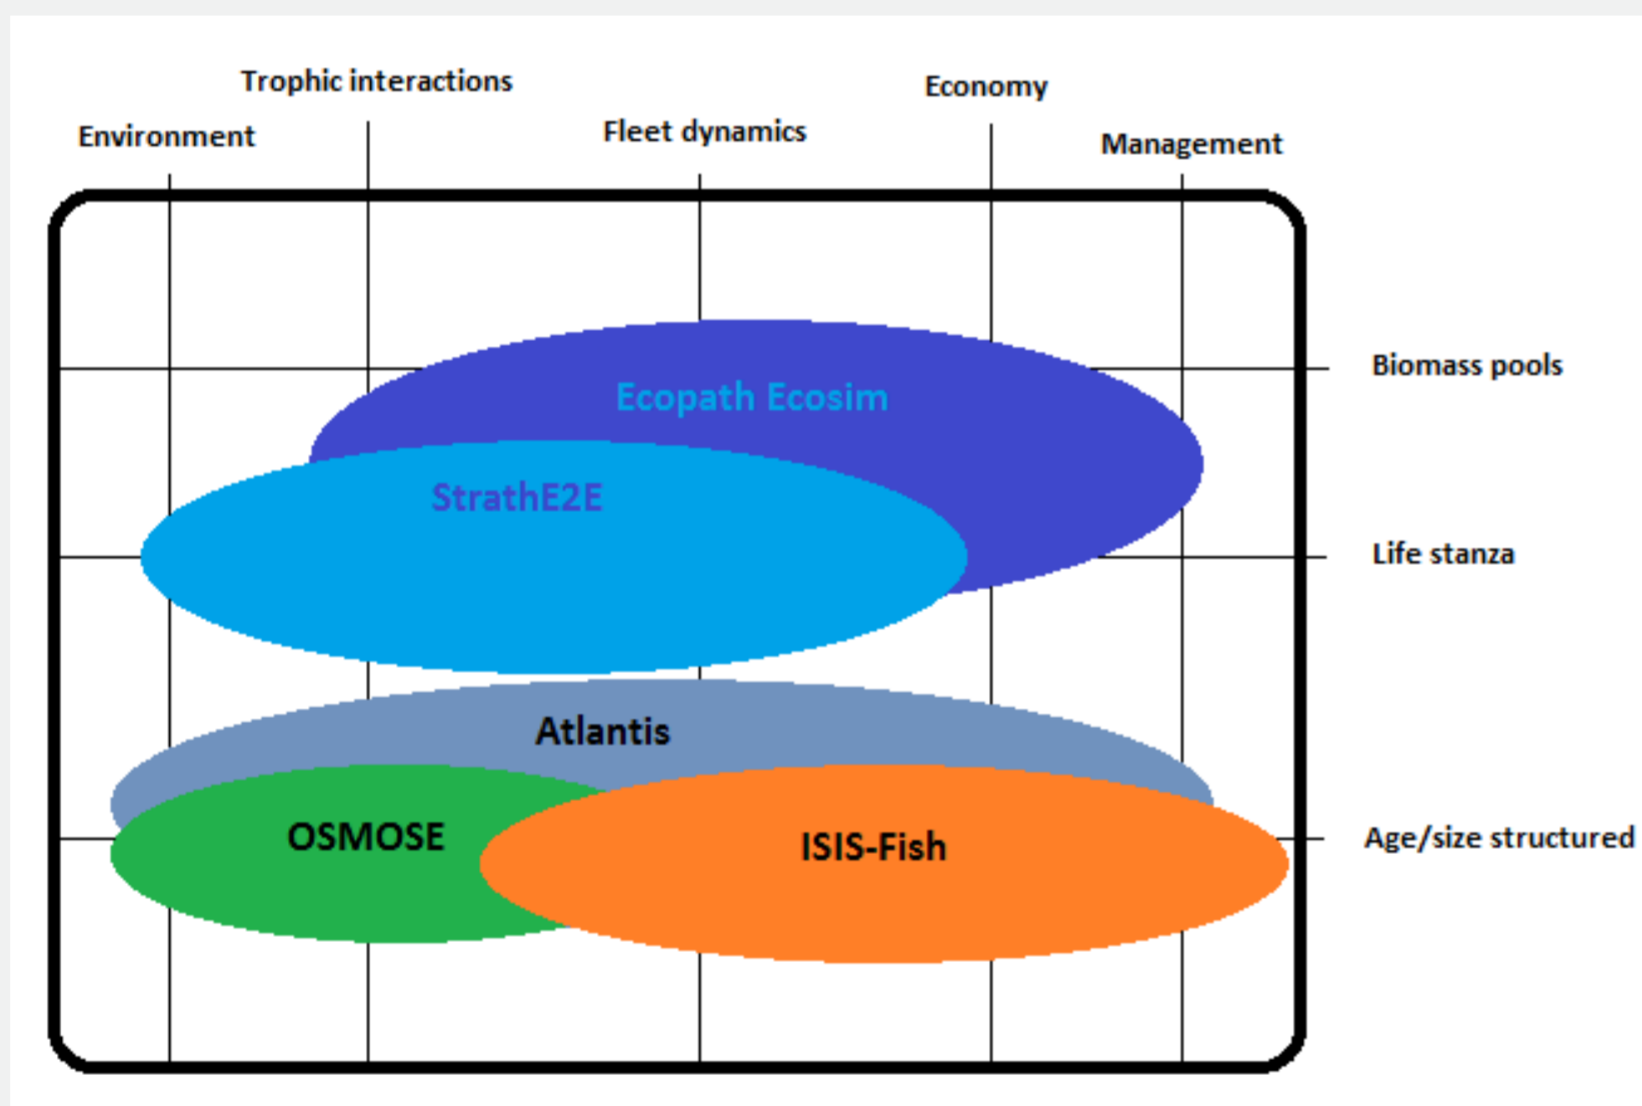 Trophic interactions
Economy
Environment
Fleet dynamics
Management
Biomass pools
Ecopath Ecosim
StrathE2E
Life stanza
Atlantis
OSMOSE
ISIS-Fish
Age/size structured